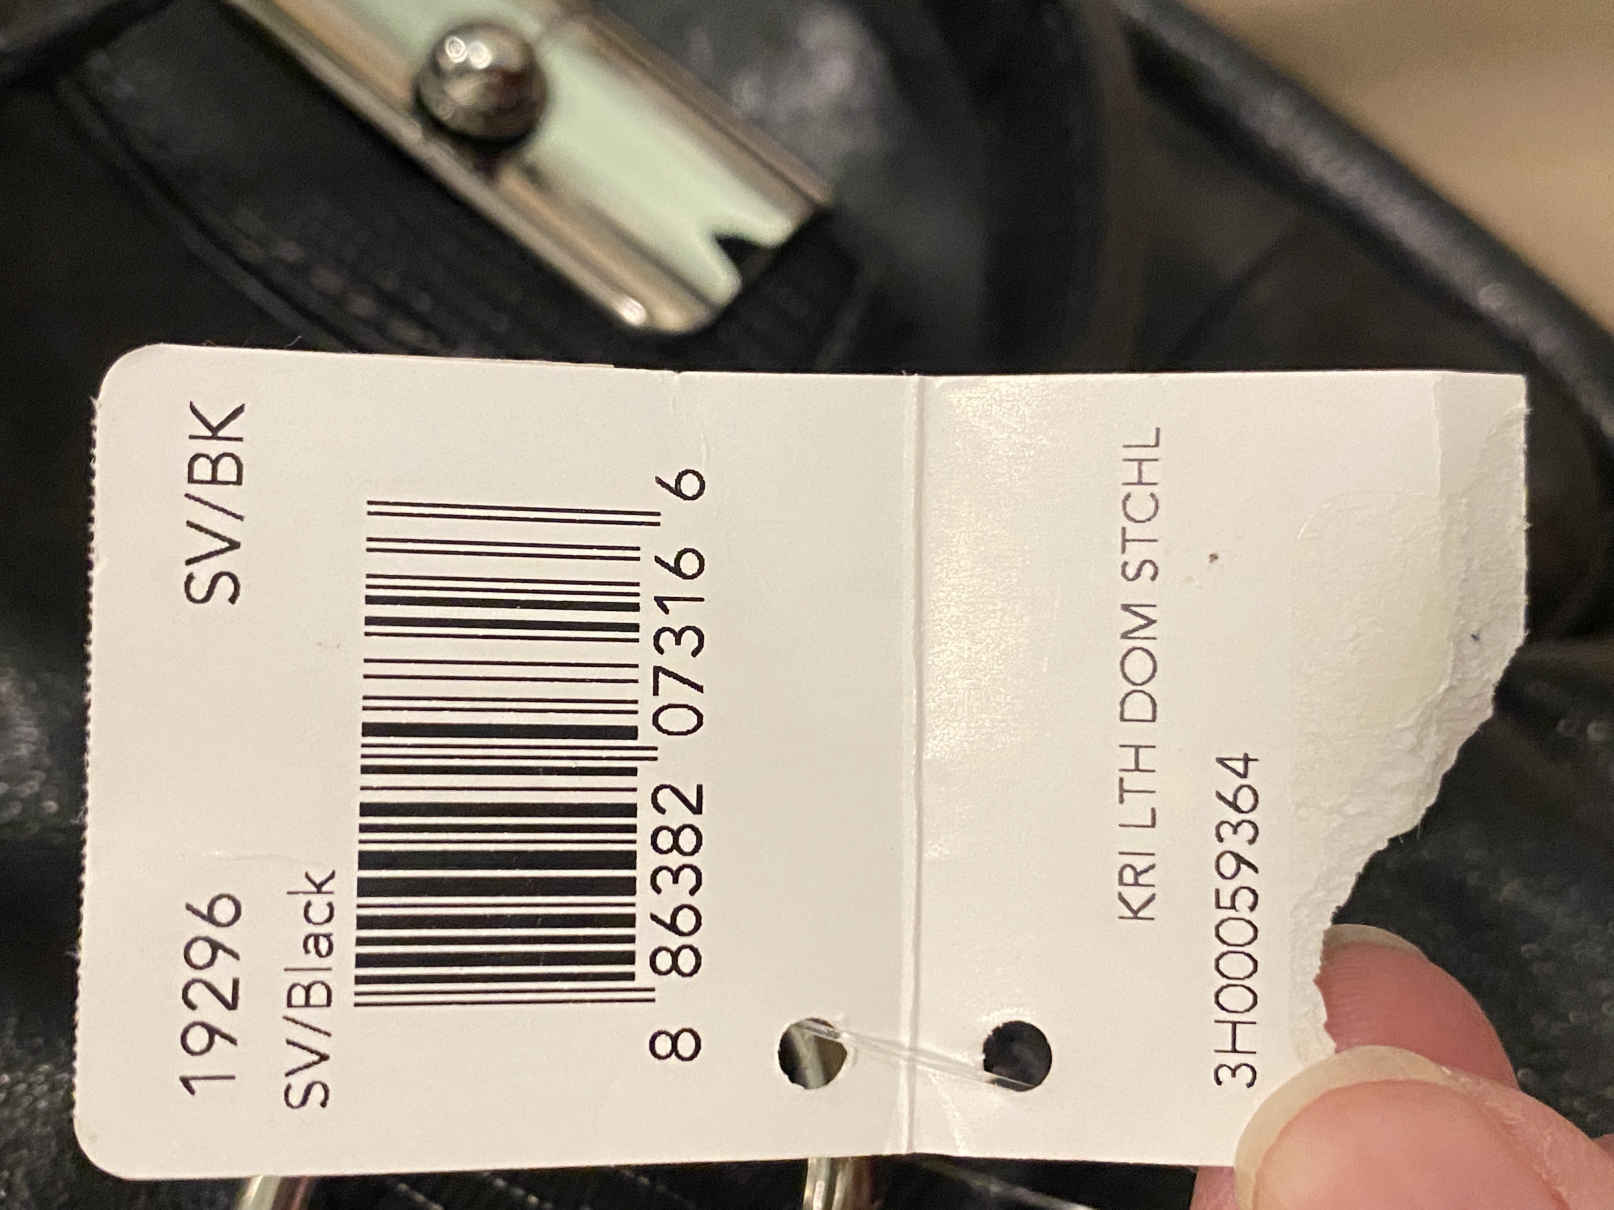 19296 SV/BK
SV/Black
8 86382 07316 6
KRI LTH DOM STCHL
3H00059364